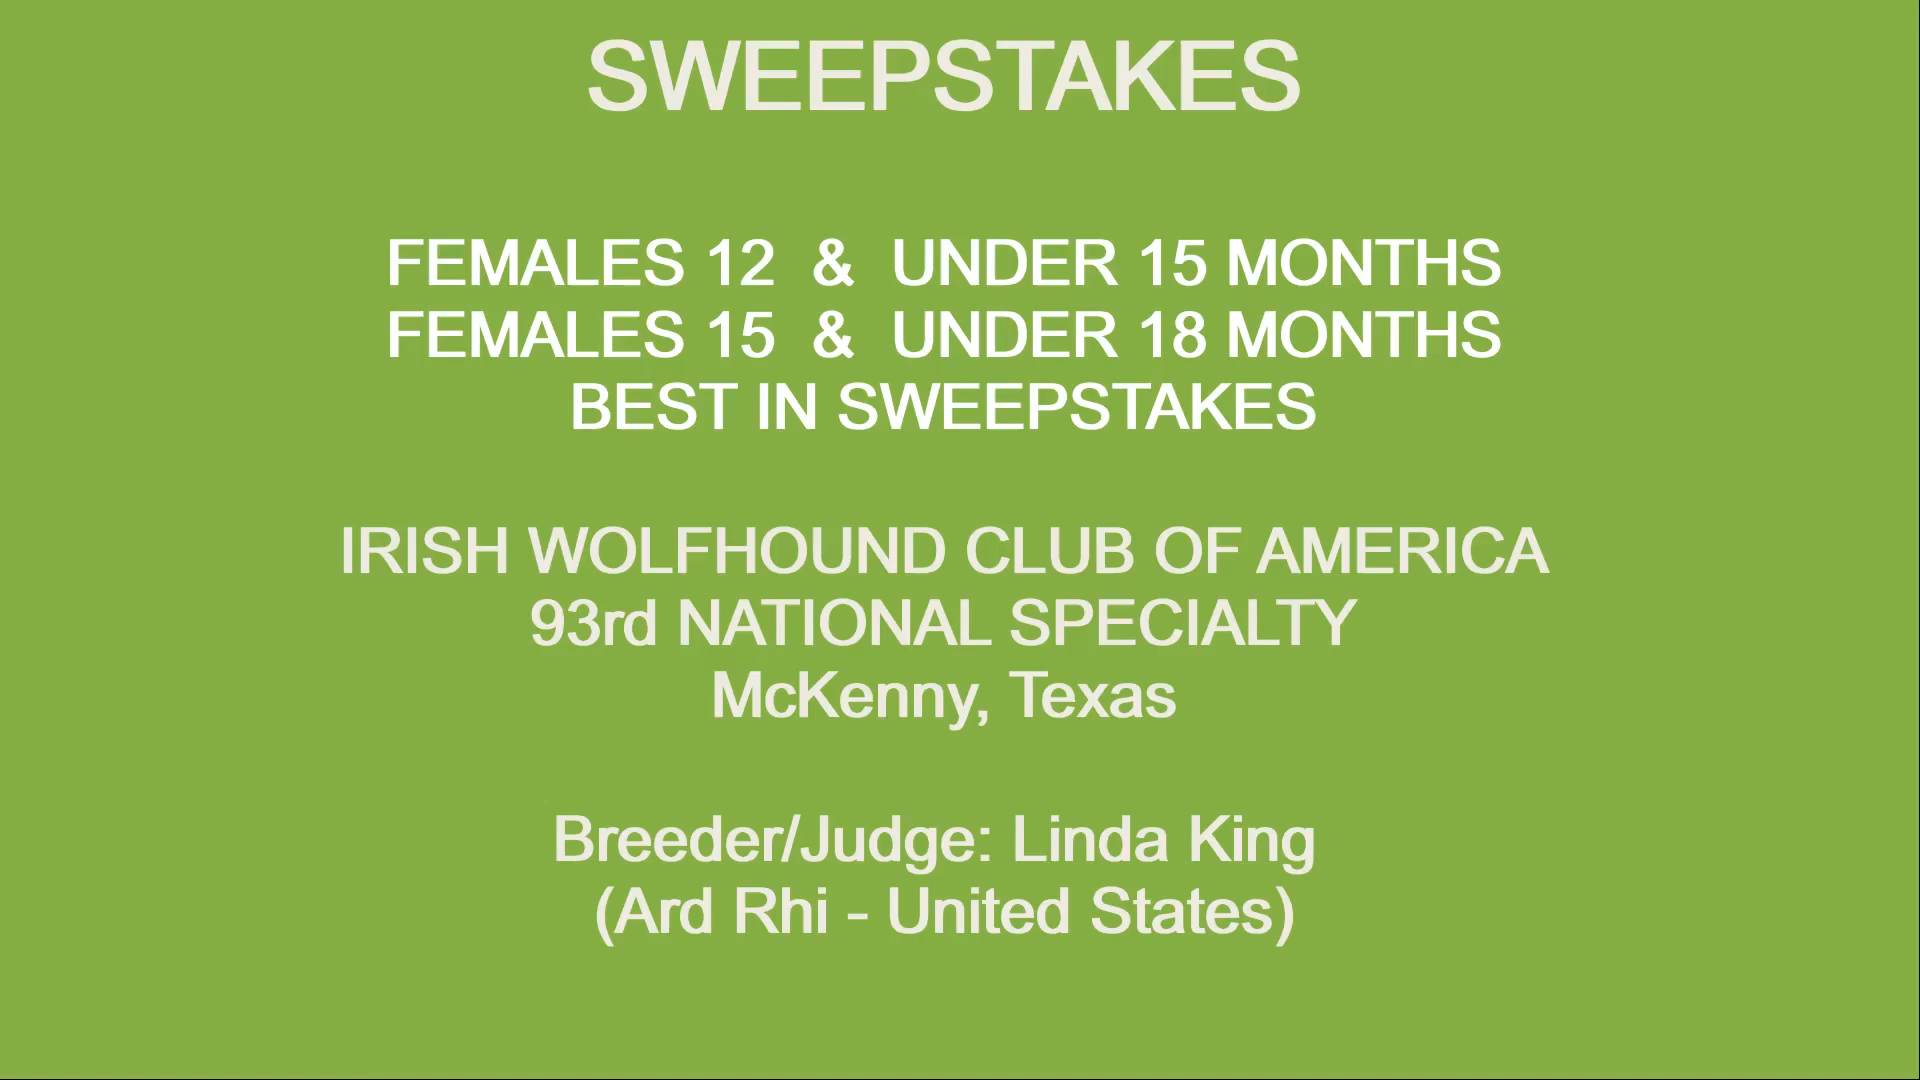 SWEEPSTAKES
FEMALES 12 & UNDER 15 MONTHS
FEMALES 15 & UNDER 18 MONTHS
BEST IN SWEEPSTAKES
IRISH WOLFHOUND CLUB OF AMERICA
93rd NATIONAL SPECIALTY
McKenny, Texas
Breeder/Judge: Linda King
(Ard Rhi - United States)